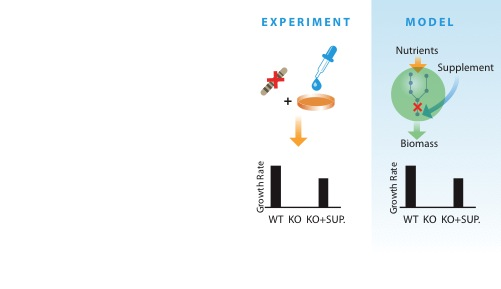 EXPERIMENT
+
Growth Rate
WT KO KO+SUP.
MODEL
Nutrients
Supplement
Biomass
Growth Rate
WT KO KO+SUP.